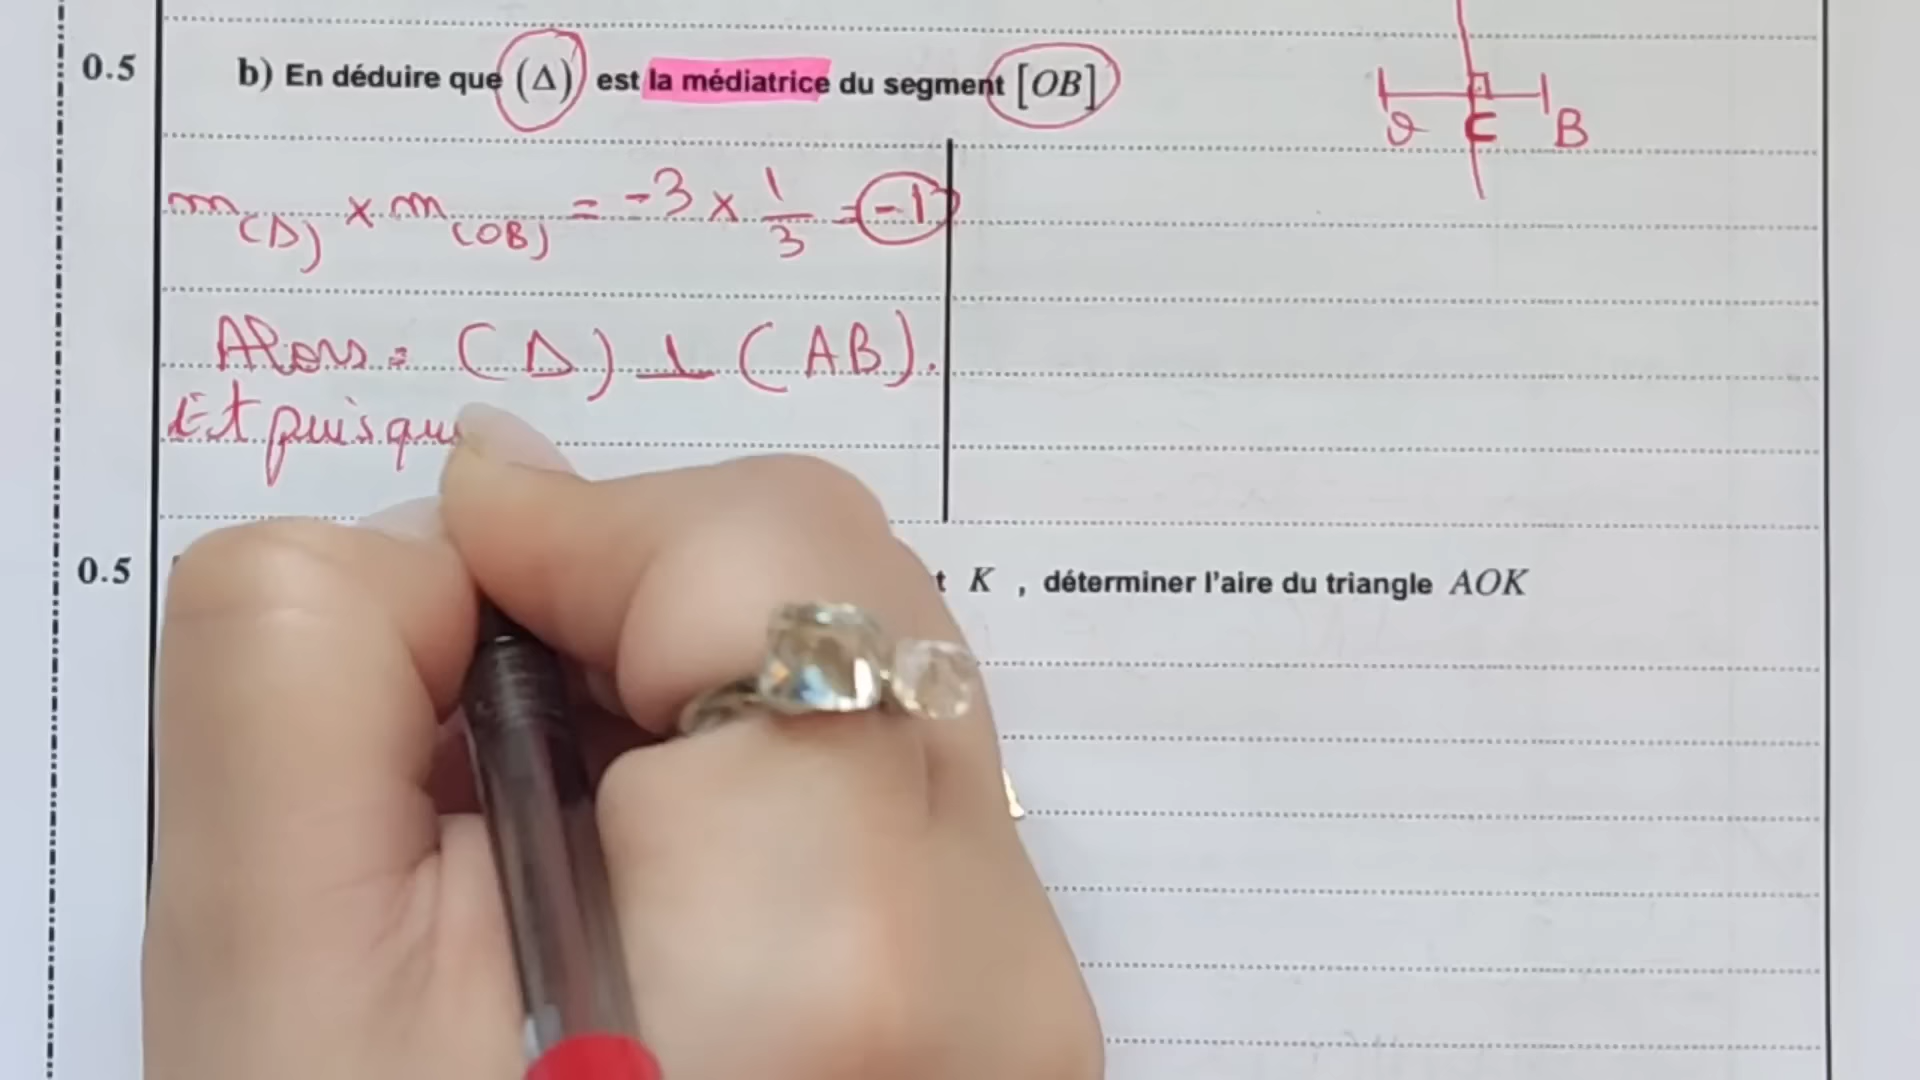 0.5 b) En déduire que (Δ) est la médiatrice du segment [OB]
O C B
m(Δ) × m(OB) = -3 × 1/3 = -1
Alors = (Δ) ⊥ (AB).
Et puisque
0.5 K , déterminer l'aire du triangle AOK